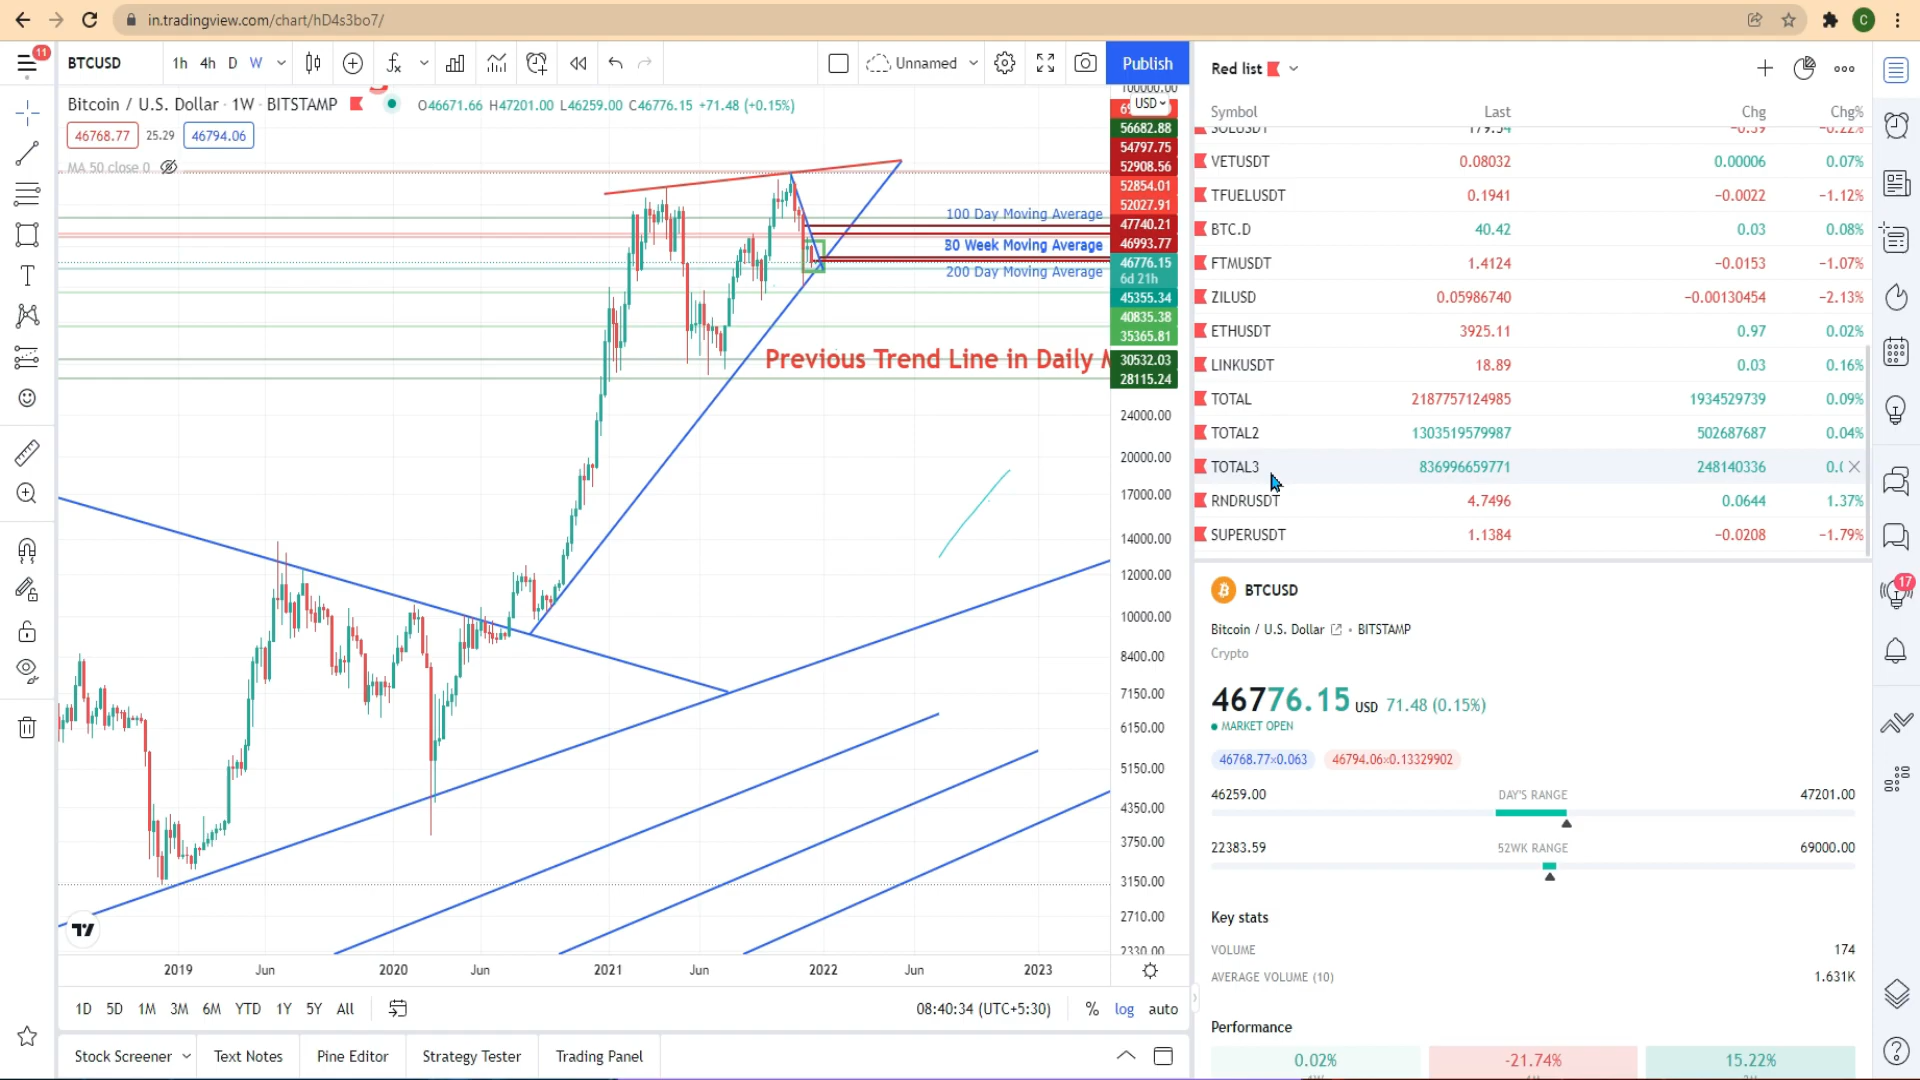 in.tradingview.com/chart/hD4s3bo7/
C
11
BTCUSD
1h 4h D W
Unnamed
Publish
Red list
Bitcoin / U.S. Dollar · 1W · BITSTAMP
O46671.66 H47201.00 L46259.00 C46776.15 +71.48 (+0.15%)
46768.77 25.29 46794.06
MA 50 close 0
USD
56682.88
54797.75
52908.56
52854.01
52027.91
47740.21
46993.77
46776.15
6d 21h
45355.34
40835.38
35365.81
30532.03
28115.24
24000.00
20000.00
17000.00
14000.00
12000.00
10000.00
8400.00
7150.00
6150.00
5150.00
4350.00
3750.00
3150.00
2710.00
2330.00
100 Day Moving Average
30 Week Moving Average
200 Day Moving Average
Previous Trend Line in Daily
2019 Jun 2020 Jun 2021 Jun 2022 Jun 2023
1D 5D 1M 3M 6M YTD 1Y 5Y All
08:40:34 (UTC+5:30) % log auto
Stock Screener Text Notes Pine Editor Strategy Tester Trading Panel
Symbol Last Chg Chg%
SOLUSDT 179.54 −0.39 −0.22%
VETUSDT 0.08032 0.00006 0.07%
TFUELUSDT 0.1941 −0.0022 −1.12%
BTC.D 40.42 0.03 0.08%
FTMUSDT 1.4124 −0.0153 −1.07%
ZILUSD 0.05986740 −0.00130454 −2.13%
ETHUSDT 3925.11 0.97 0.02%
LINKUSDT 18.89 0.03 0.16%
TOTAL 2187757124985 1934529739 0.09%
TOTAL2 1303519579987 502687687 0.04%
TOTAL3 836996659771 248140336 0.0
RNDRUSDT 4.7496 0.0644 1.37%
SUPERUSDT 1.1384 −0.0208 −1.79%
BTCUSD
Bitcoin / U.S. Dollar • BITSTAMP
Crypto
46776.15 USD 71.48 (0.15%)
MARKET OPEN
46768.77×0.063 46794.06×0.13329902
46259.00 DAY'S RANGE 47201.00
22383.59 52WK RANGE 69000.00
Key stats
VOLUME 174
AVERAGE VOLUME (10) 1.631K
Performance
0.02% -21.74% 15.22%
17